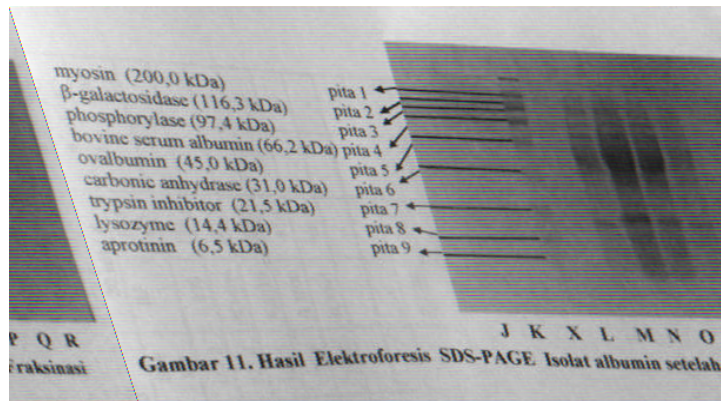 myosin (200,0 kDa) pita 1
β-galactosidase (116,3 kDa) pita 2
phosphorylase (97,4 kDa) pita 3
bovine serum albumin (66,2 kDa) pita 4
ovalbumin (45,0 kDa) pita 5
carbonic anhydrase (31,0 kDa) pita 6
trypsin inhibitor (21,5 kDa) pita 7
lysozyme (14,4 kDa) pita 8
aprotinin (6,5 kDa) pita 9
J K X L M N O
P Q R
Fraksinasi
Gambar 11. Hasil Elektroforesis SDS-PAGE Isolat albumin setelah